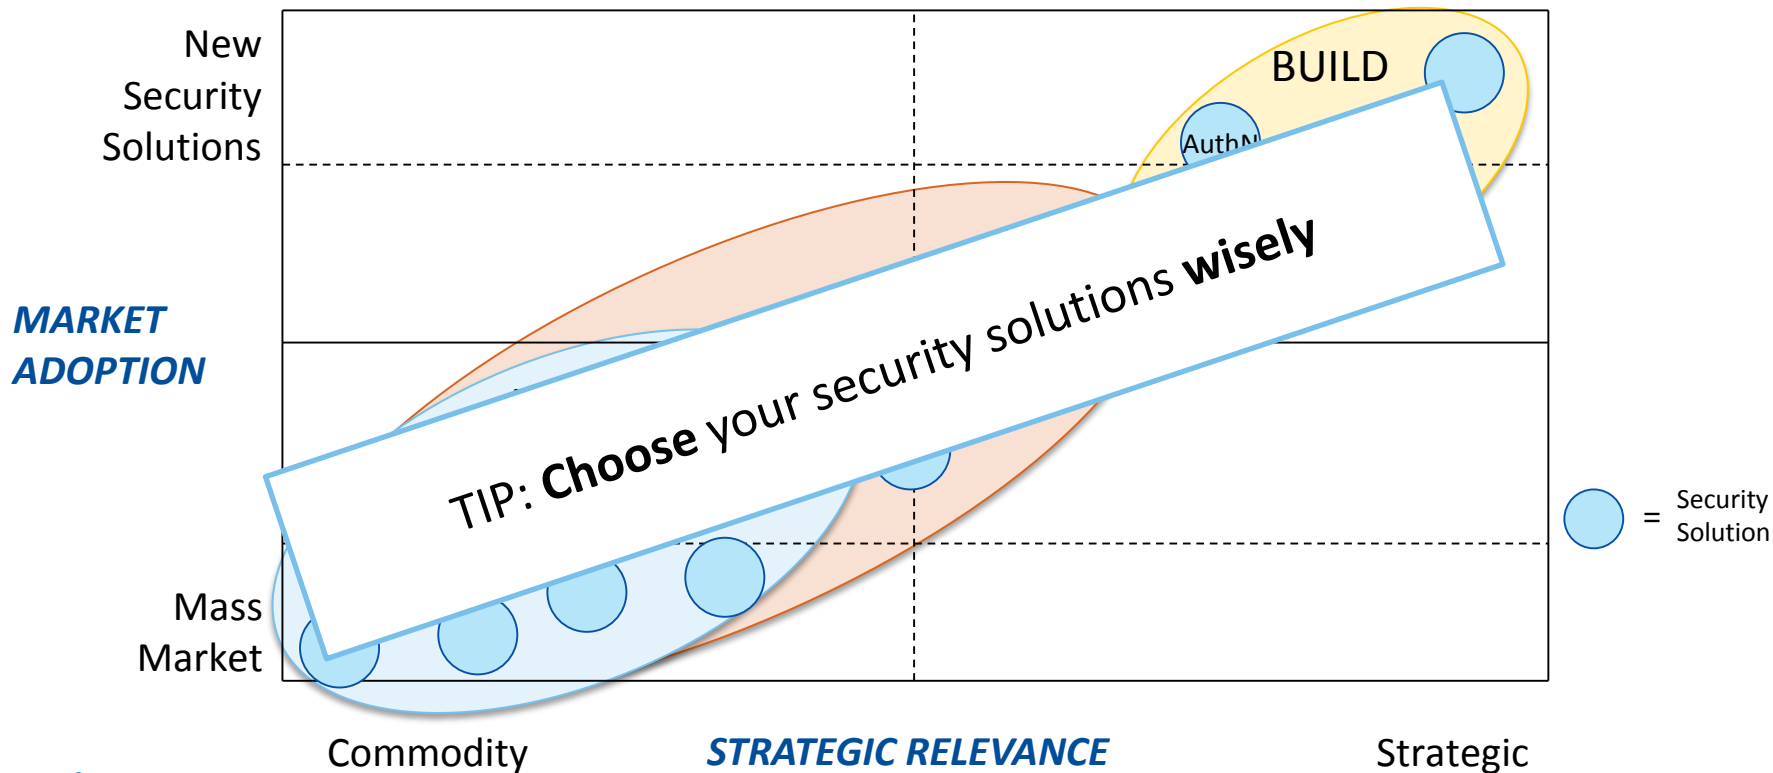 New
Security
Solutions
BUILD
AuthN
MARKET
ADOPTION
TIP: Choose your security solutions wisely
= Security
Solution
Mass
Market
Commodity
STRATEGIC RELEVANCE
Strategic